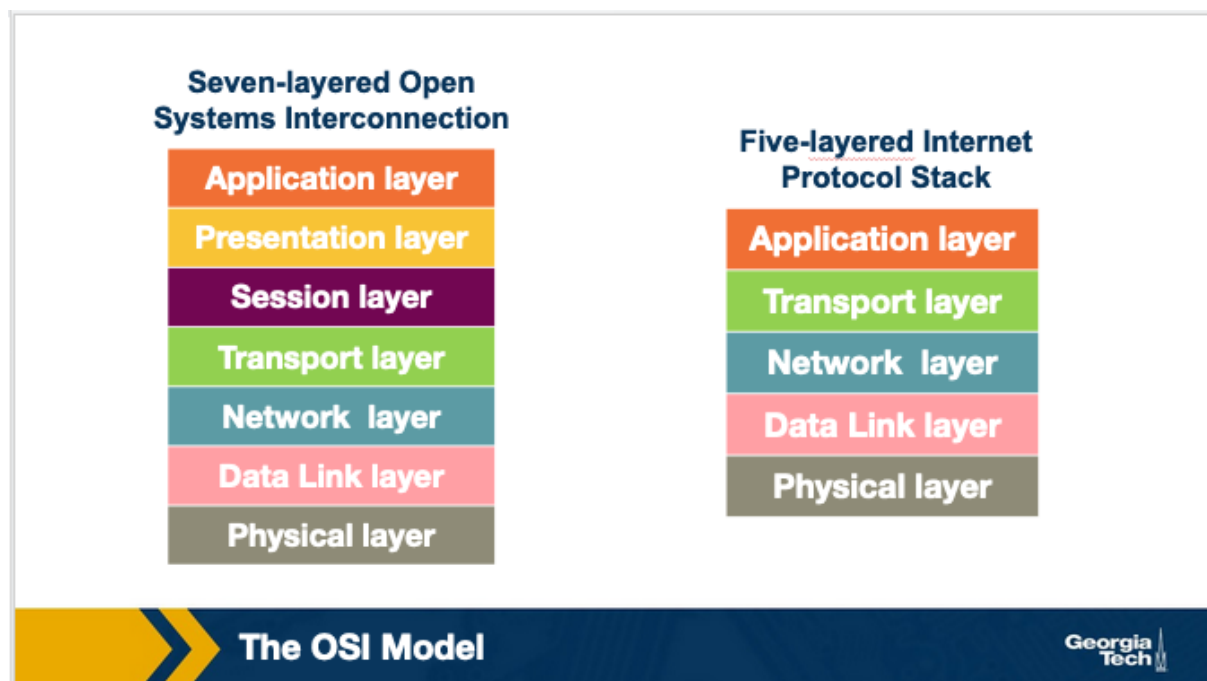 Seven-layered Open
Systems Interconnection
Application layer
Presentation layer
Session layer
Transport layer
Network  layer
Data Link layer
Physical layer
Five-layered Internet
Protocol Stack
Application layer
Transport layer
Network  layer
Data Link layer
Physical layer
The OSI Model
Georgia
Tech